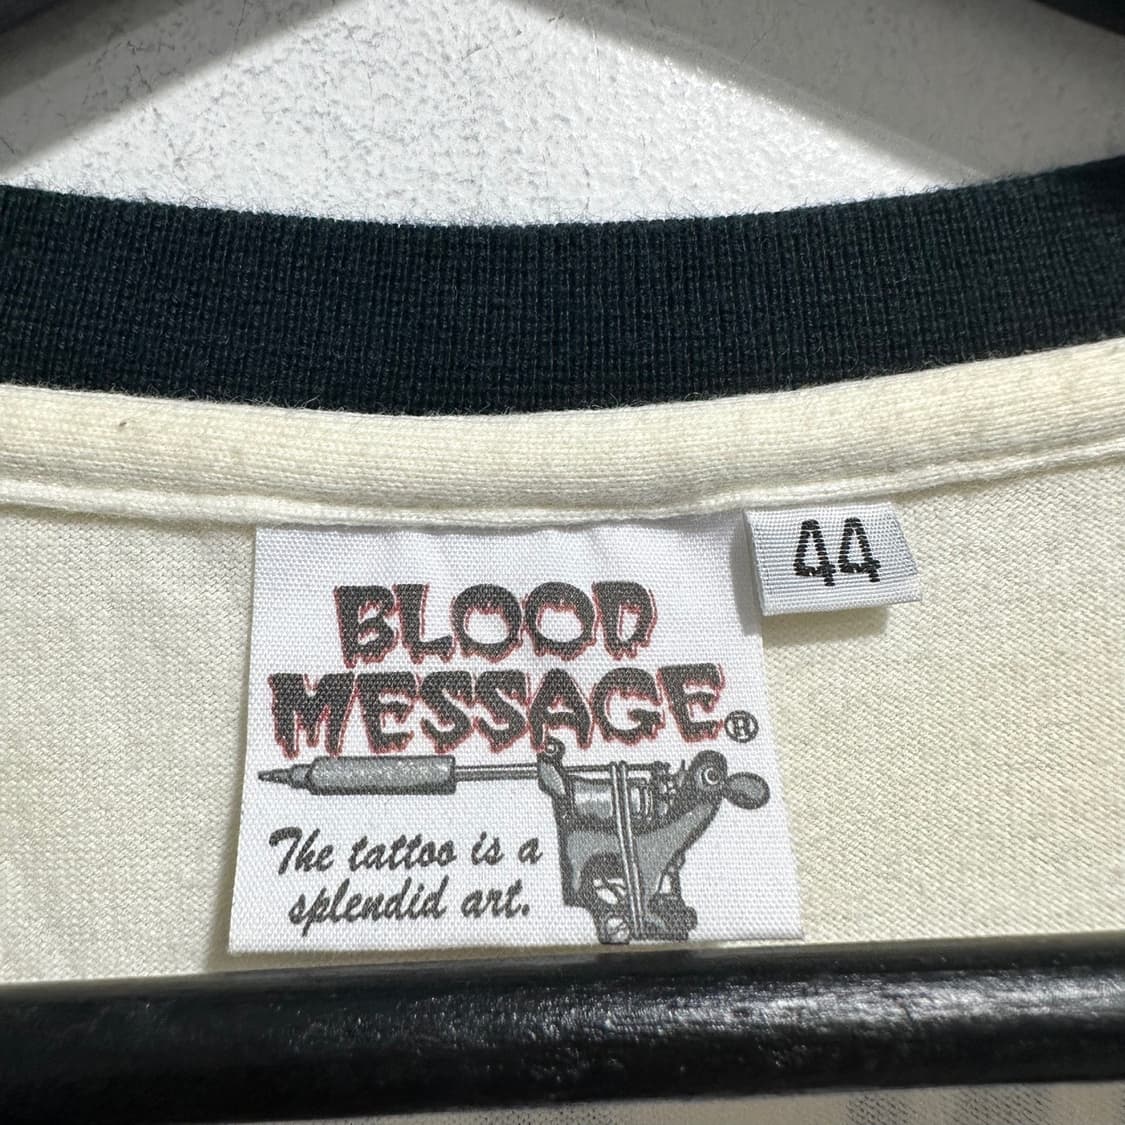 44
BLOOD
MESSAGE®
The tattoo is a
splendid art.